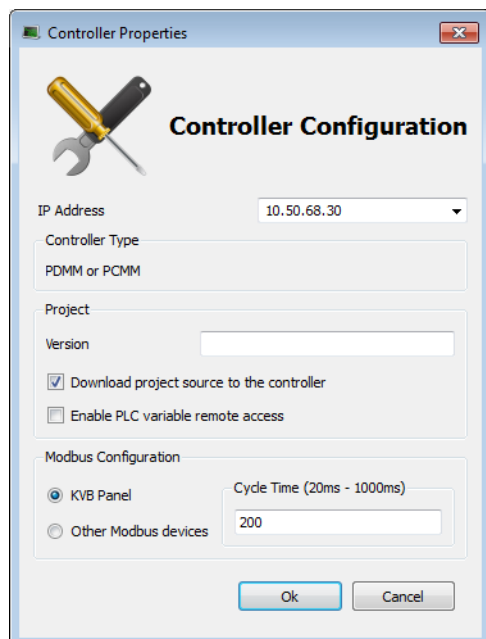 Controller Properties
Controller Configuration
IP Address
10.50.68.30
Controller Type
PDMM or PCMM
Project
Version
Download project source to the controller
Enable PLC variable remote access
Modbus Configuration
KVB Panel
Other Modbus devices
Cycle Time (20ms - 1000ms)
200
Ok
Cancel